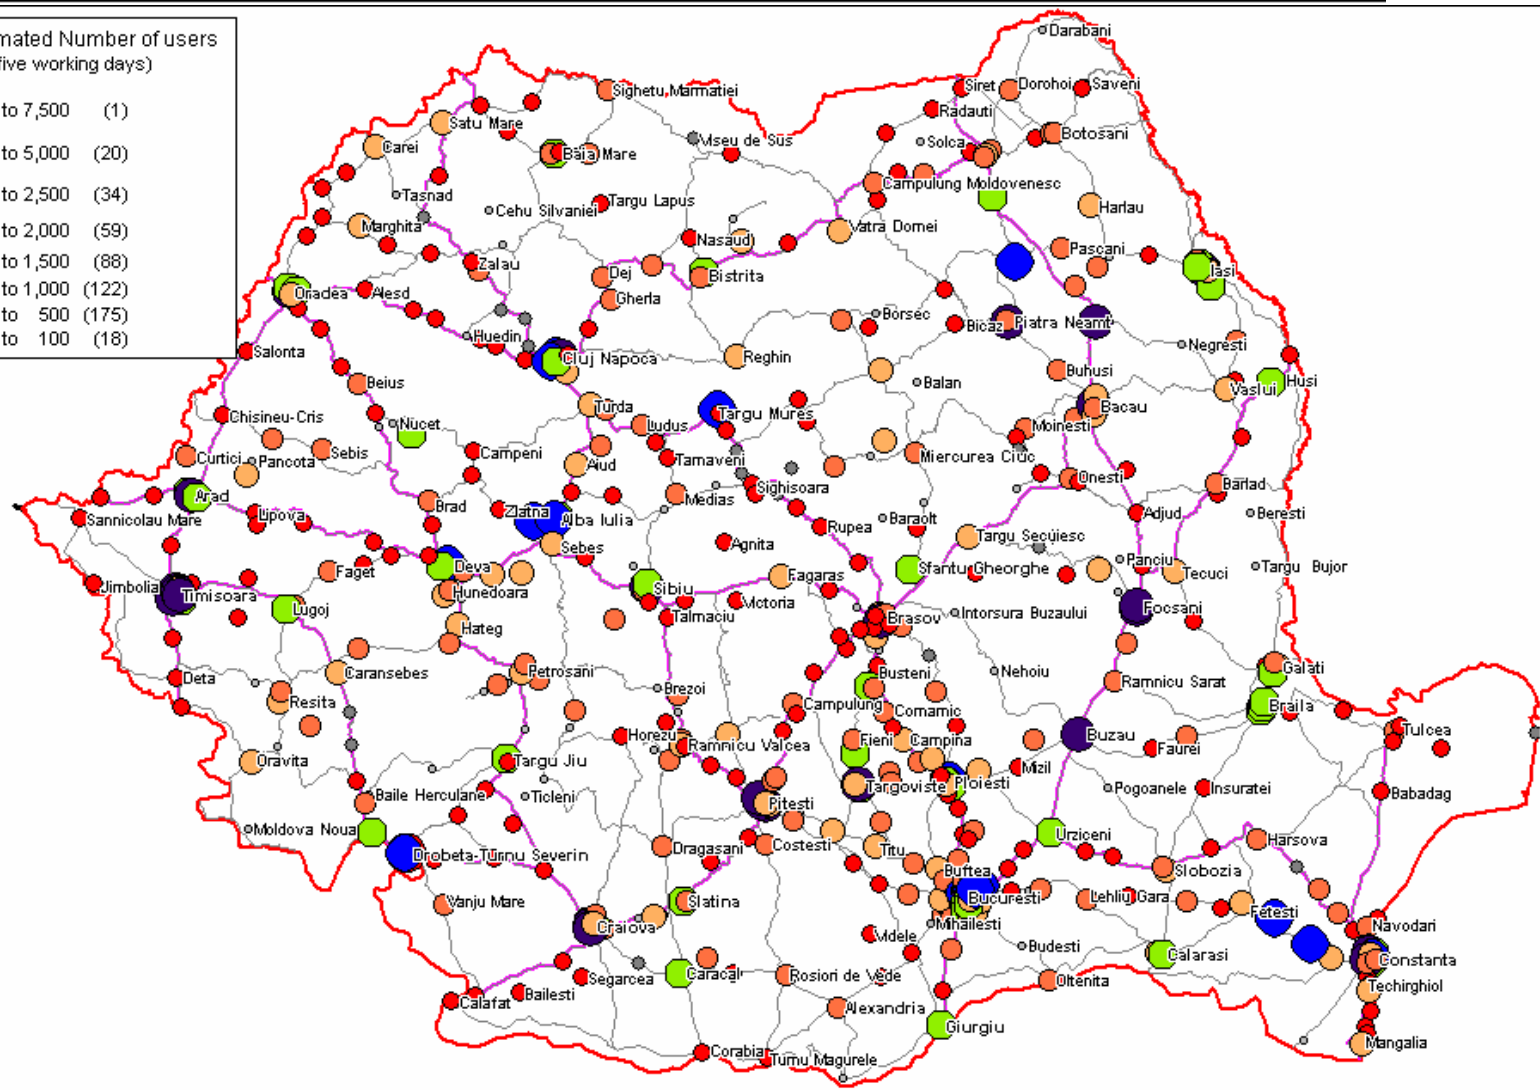 mated Number of users
five working days)
to 7,500 (1)
to 5,000 (20)
to 2,500 (34)
to 2,000 (59)
to 1,500 (88)
to 1,000 (122)
to 500 (175)
to 100 (18)
Darabani
Siret
Dorohoi
Saveni
Sighetu Marmatiei
Radauti
Satu Mare
Botosani
Viseu de Sus
Solca
Carei
Baia Mare
Campulung Moldovenesc
Tasnad
Targu Lapus
Cehu Silvaniei
Harlau
Marghita
Vatra Dornei
Nasaud
Pascani
Zalau
Dej
Bistrita
Iasi
Oradea
Alesd
Gherla
Borsec
Bicaz
Piatra Neamt
Huedin
Negresti
Salonta
Cluj Napoca
Reghin
Buhusi
Beius
Balan
Husi
Vaslui
Turda
Bacau
Chisineu-Cris
Targu Mures
Nucet
Ludus
Moinesti
Curtici
Pancota
Sebis
Campeni
Tarnaveni
Miercurea Ciuc
Aiud
Onesti
Sighisoara
Barlad
Arad
Medias
Brad
Zlatna
Sannicolau Mare
Lipova
Alba Iulia
Rupea
Baraolt
Adjud
Beresti
Targu Secuiesc
Agnita
Sebes
Panciu
Deva
Sfantu Gheorghe
Targu Bujor
Faget
Fagaras
Tecuci
Jimbolia
Timisoara
Hunedoara
Sibiu
Victoria
Lugoj
Talmaciu
Intorsura Buzaului
Focsani
Brasov
Hateg
Galati
Caransebes
Petrosani
Busteni
Nehoiu
Deta
Ramnicu Sarat
Brezoi
Resita
Campulung
Comarnic
Braila
Tulcea
Horezu
Ramnicu Valcea
Fieni
Campina
Buzau
Faurei
Oravita
Targu Jiu
Mizil
Targoviste
Ploiesti
Pogoanele
Insuratei
Babadag
Baile Herculane
Ticleni
Pitesti
Moldova Noua
Urziceni
Harsova
Dragasani
Costesti
Titu
Drobeta-Turnu Severin
Buftea
Slobozia
Bucuresti
Lehliu Gara
Vanju Mare
Slatina
Fetesti
Craiova
Mihailesti
Navodari
Videle
Budesti
Calarasi
Constanta
Segarcea
Caracal
Rosiori de Vede
Oltenita
Techirghiol
Calafat
Bailesti
Alexandria
Giurgiu
Mangalia
Corabia
Turnu Magurele